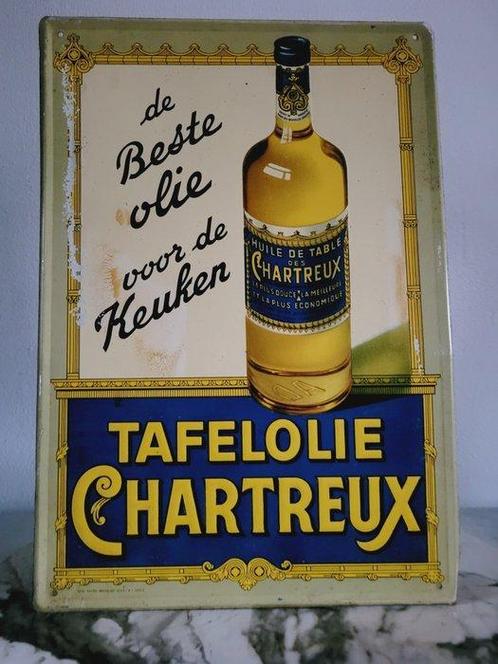 de
Beste
olie
voor de
Keuken
HUILE DE TABLE
DES
CHARTREUX
LA PLUS DOUCE LA MEILLEURE
ET LA PLUS ECONOMIQUE
TAFELOLIE
CHARTREUX